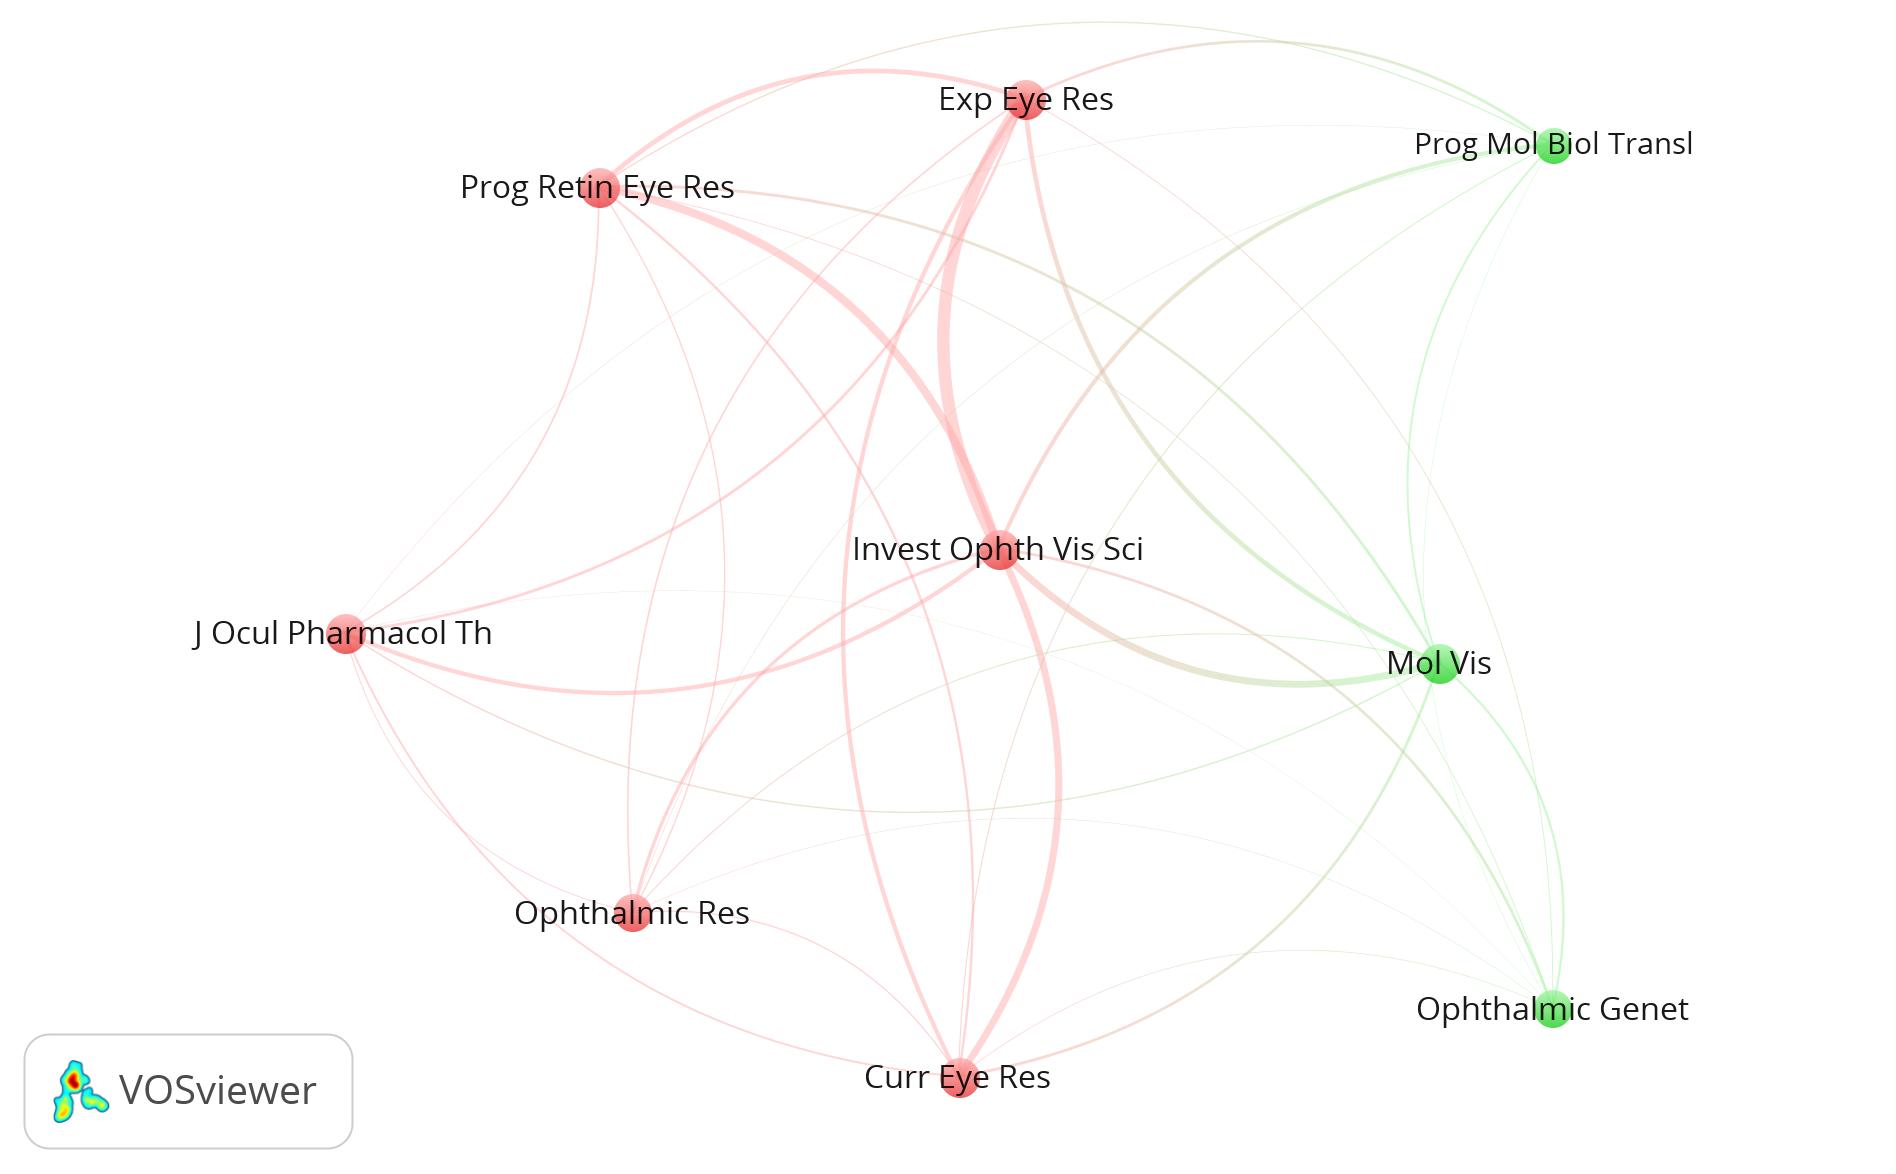 Exp Eye Res
Prog Mol Biol Transl
Prog Retin Eye Res
Invest Ophth Vis Sci
J Ocul Pharmacol Th
Mol Vis
Ophthalmic Res
Ophthalmic Genet
Curr Eye Res
VOSviewer